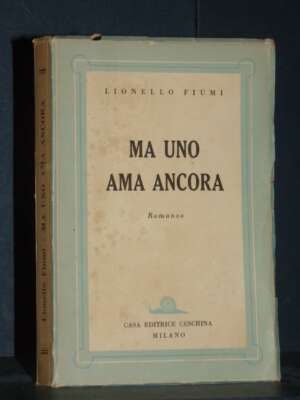 LIONELLO FIUMI
MA UNO
AMA ANCORA
Romanzo
CASA EDITRICE CESCHINA
MILANO
Lionello Fiumi - MA UNO AMA ANCORA